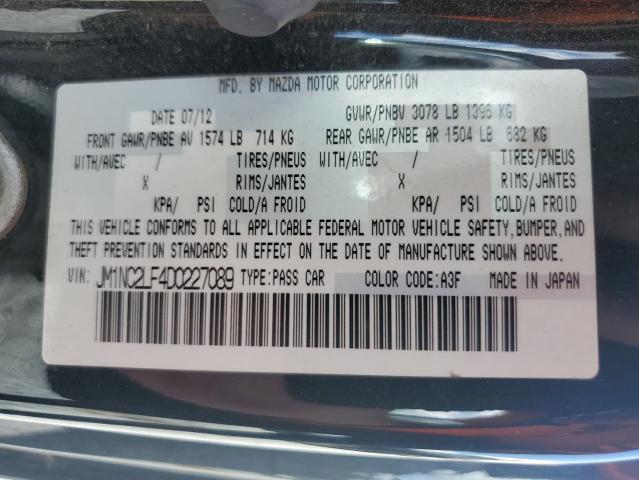 MFD. BY MAZDA MOTOR CORPORATION
DATE 07/12 GVWR/PNBV 3078 LB 1396 KG
FRONT GAWR/PNBE AV 1574 LB 714 KG REAR GAWR/PNBE AR 1504 LB 682 KG
WITH/AVEC / TIRES/PNEUS WITH/AVEC / TIRES/PNEUS
X RIMS/JANTES X RIMS/JANTES
KPA/ PSI COLD/A FROID KPA/ PSI COLD/A FROID
THIS VEHICLE CONFORMS TO ALL APPLICABLE FEDERAL MOTOR VEHICLE SAFETY,BUMPER,AND
THEFT PREVENTION STANDARDS IN EFFECT ON THE DATE OF MANUFACTURE SHOWN ABOVE.
VIN: JM1NC2LF4D0227089 TYPE:PASS CAR COLOR CODE:A3F MADE IN JAPAN